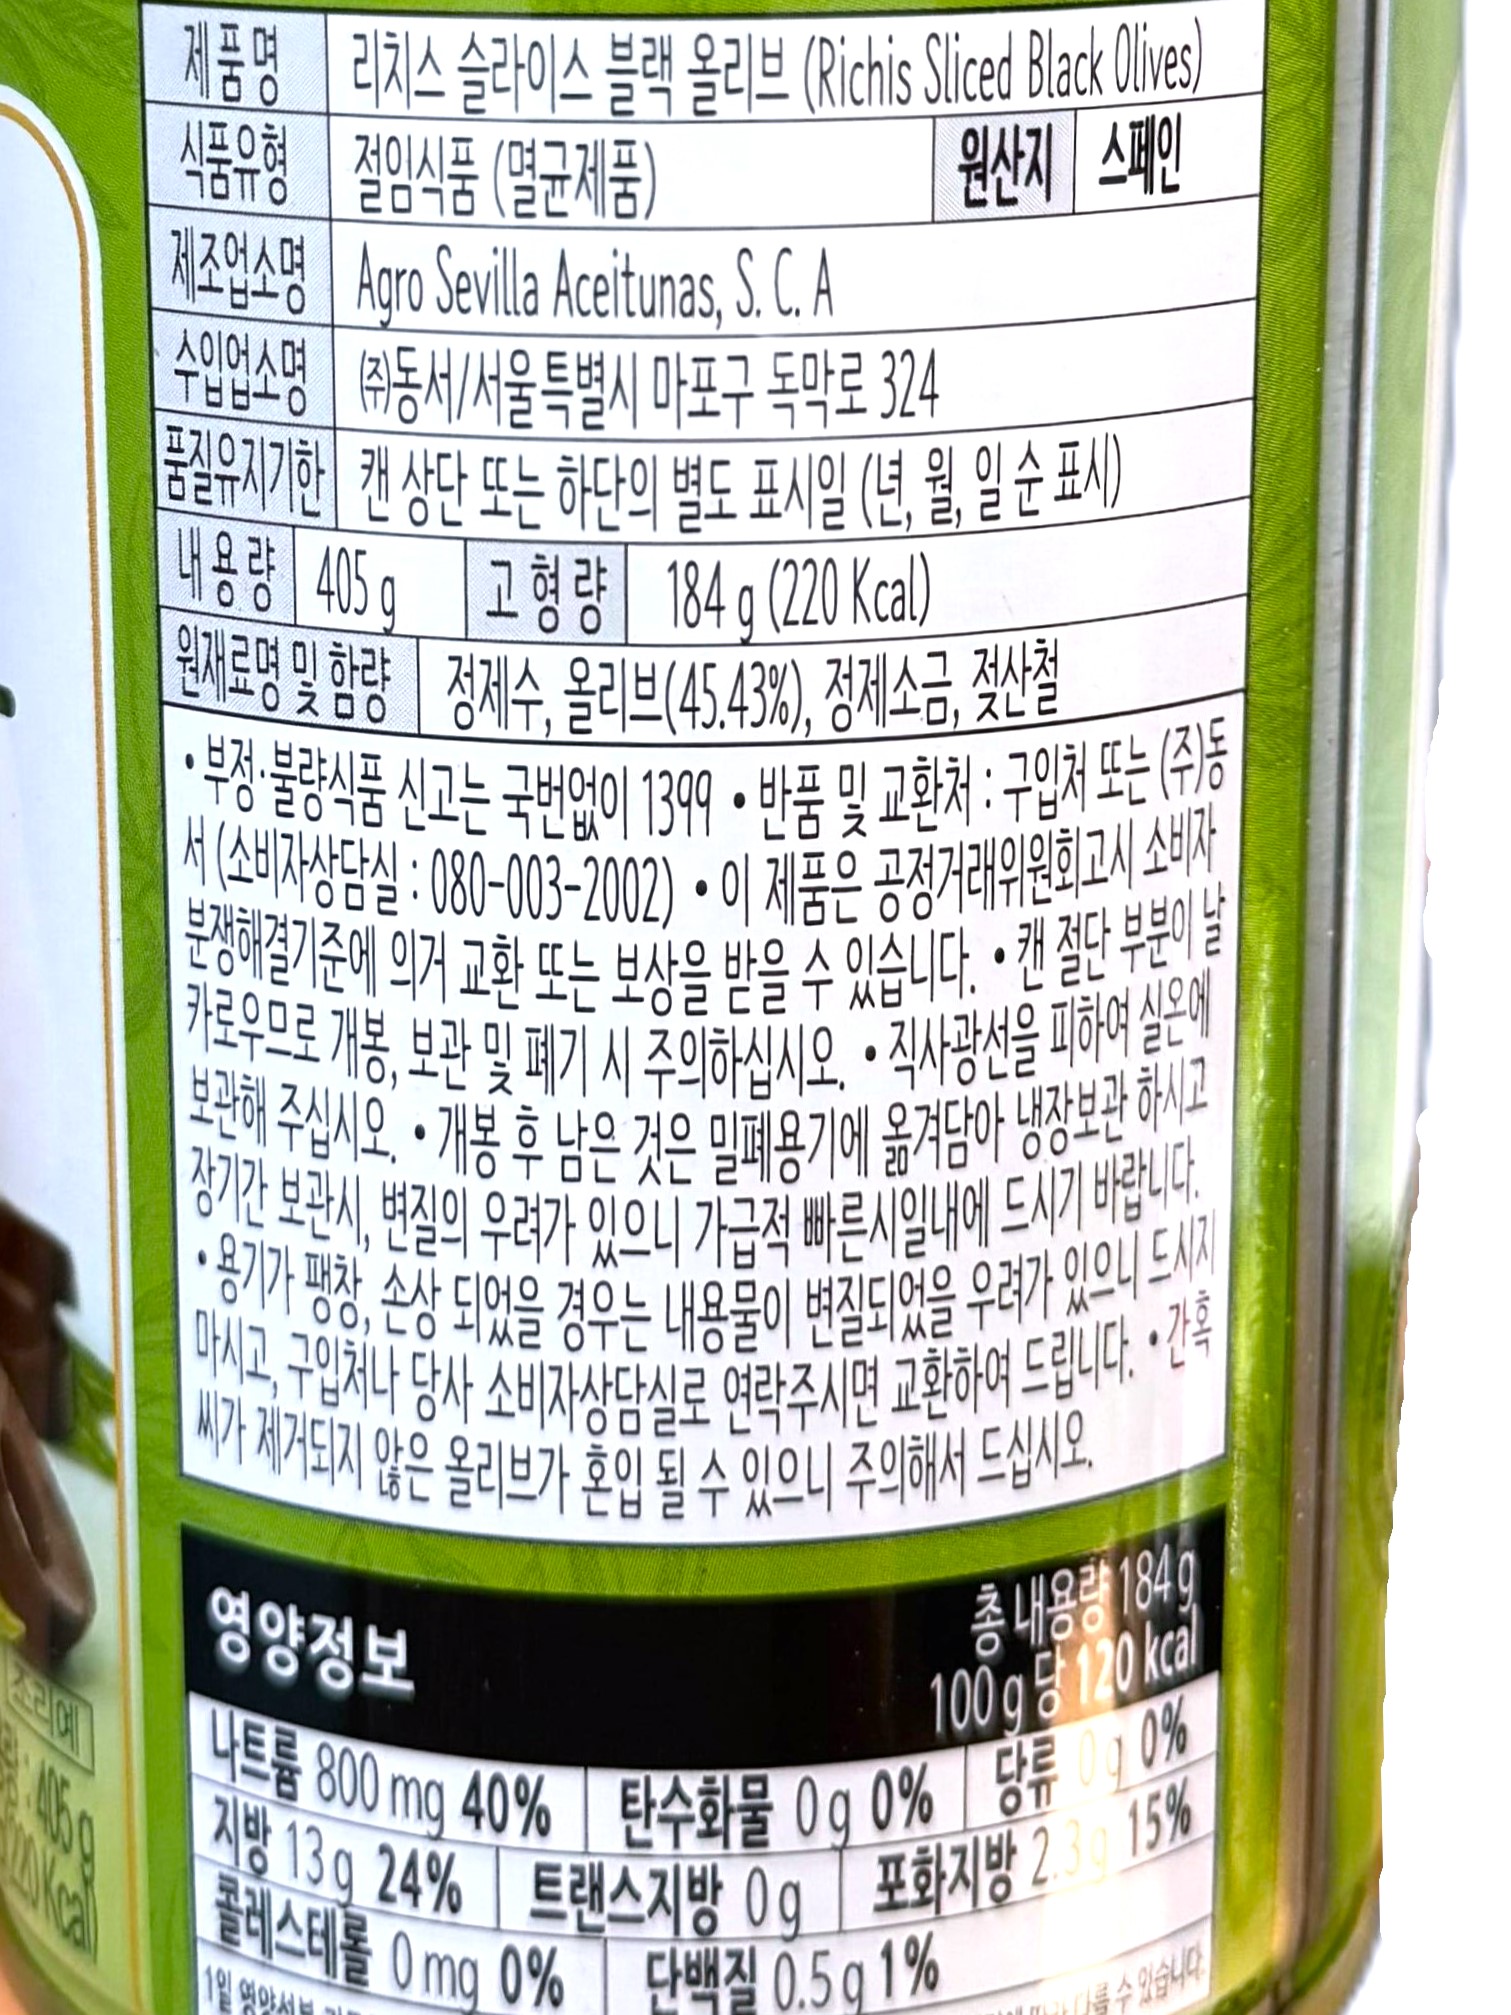 제품명 리치스 슬라이스 블랙 올리브 (Richis Sliced Black Olives)
식품유형 절임식품 (멸균제품) 원산지 스페인
제조업소명 Agro Sevilla Aceitunas, S. C. A
수입업소명 ㈜동서/서울특별시 마포구 독막로 324
품질유지기한 캔 상단 또는 하단의 별도 표시일 (년, 월, 일 순 표시)
내용량 405 g 고형량 184 g (220 Kcal)
원재료명 및 함량 정제수, 올리브(45.43%), 정제소금, 젖산철
• 부정·불량식품 신고는 국번없이 1399 • 반품 및 교환처 : 구입처 또는 (주)동
서 (소비자상담실 : 080-003-2002) • 이 제품은 공정거래위원회고시 소비자
분쟁해결기준에 의거 교환 또는 보상을 받을 수 있습니다. • 캔 절단 부분이 날
카로우므로 개봉, 보관 및 폐기 시 주의하십시오. • 직사광선을 피하여 실온에
보관해 주십시오. • 개봉 후 남은 것은 밀폐용기에 옮겨담아 냉장보관 하시고
장기간 보관시, 변질의 우려가 있으니 가급적 빠른시일내에 드시기 바랍니다.
• 용기가 팽창, 손상 되었을 경우는 내용물이 변질되었을 우려가 있으니 드시지
마시고, 구입처나 당사 소비자상담실로 연락주시면 교환하여 드립니다. • 간혹
씨가 제거되지 않은 올리브가 혼입 될 수 있으니 주의해서 드십시오.
영양정보
총 내용량 184 g
100 g 당 120 kcal
나트륨 800 mg 40% 탄수화물 0 g 0% 당류 0 g 0%
지방 13 g 24% 트랜스지방 0 g 포화지방 2.3 g 15%
콜레스테롤 0 mg 0% 단백질 0.5 g 1%
1일 영양성분 다를 수 있습니다.
조리예
405 g
220 Kcal